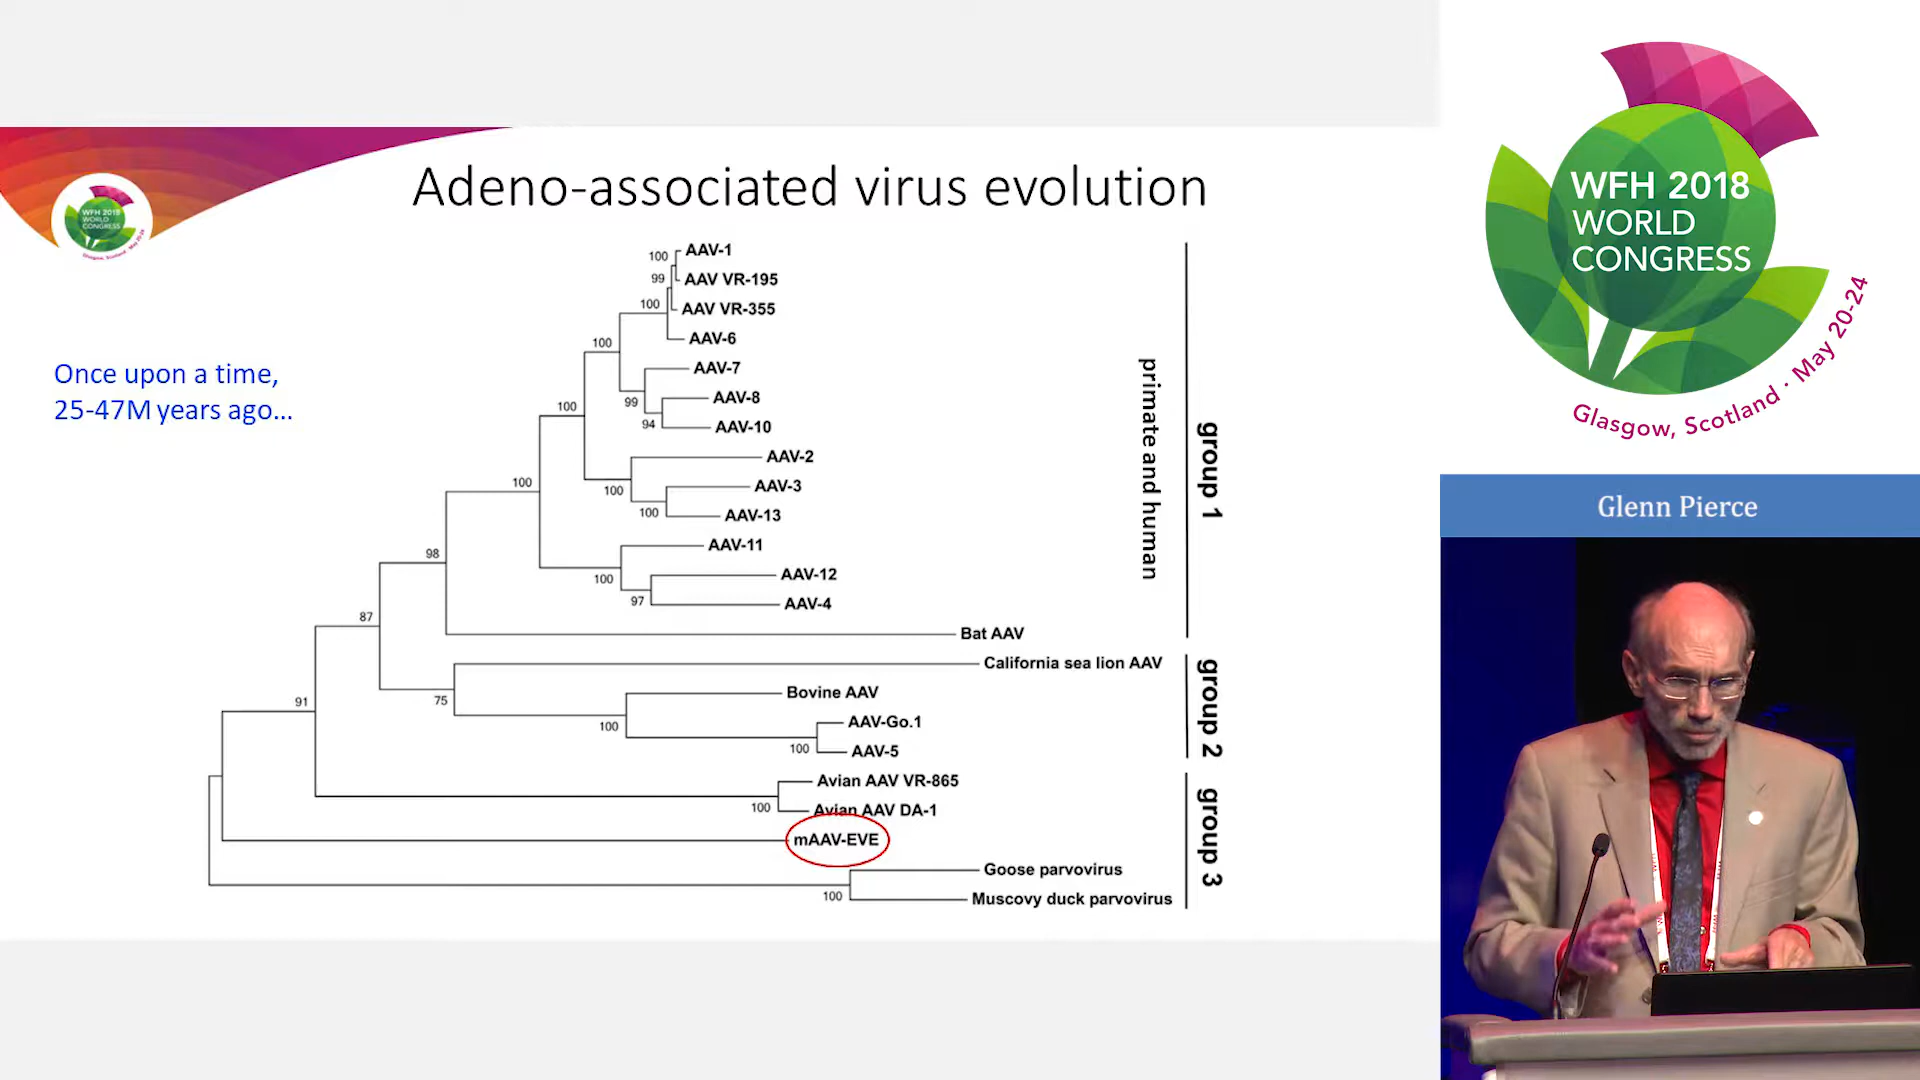 Adeno-associated virus evolution
WFH 2018
WORLD
CONGRESS
Once upon a time,
25-47M years ago...
100
AAV-1
99
AAV VR-195
100
AAV VR-355
AAV-6
100
AAV-7
99
AAV-8
94
AAV-10
100
AAV-2
100
AAV-3
100
AAV-13
100
AAV-11
100
AAV-12
97
AAV-4
98
Bat AAV
87
California sea lion AAV
75
Bovine AAV
100
AAV-Go.1
100
AAV-5
91
Avian AAV VR-865
100
Avian AAV DA-1
mAAV-EVE
Goose parvovirus
100
Muscovy duck parvovirus
primate and human
group 1
group 2
group 3
WFH 2018
WORLD
CONGRESS
Glasgow, Scotland · May 20-24
Glenn Pierce